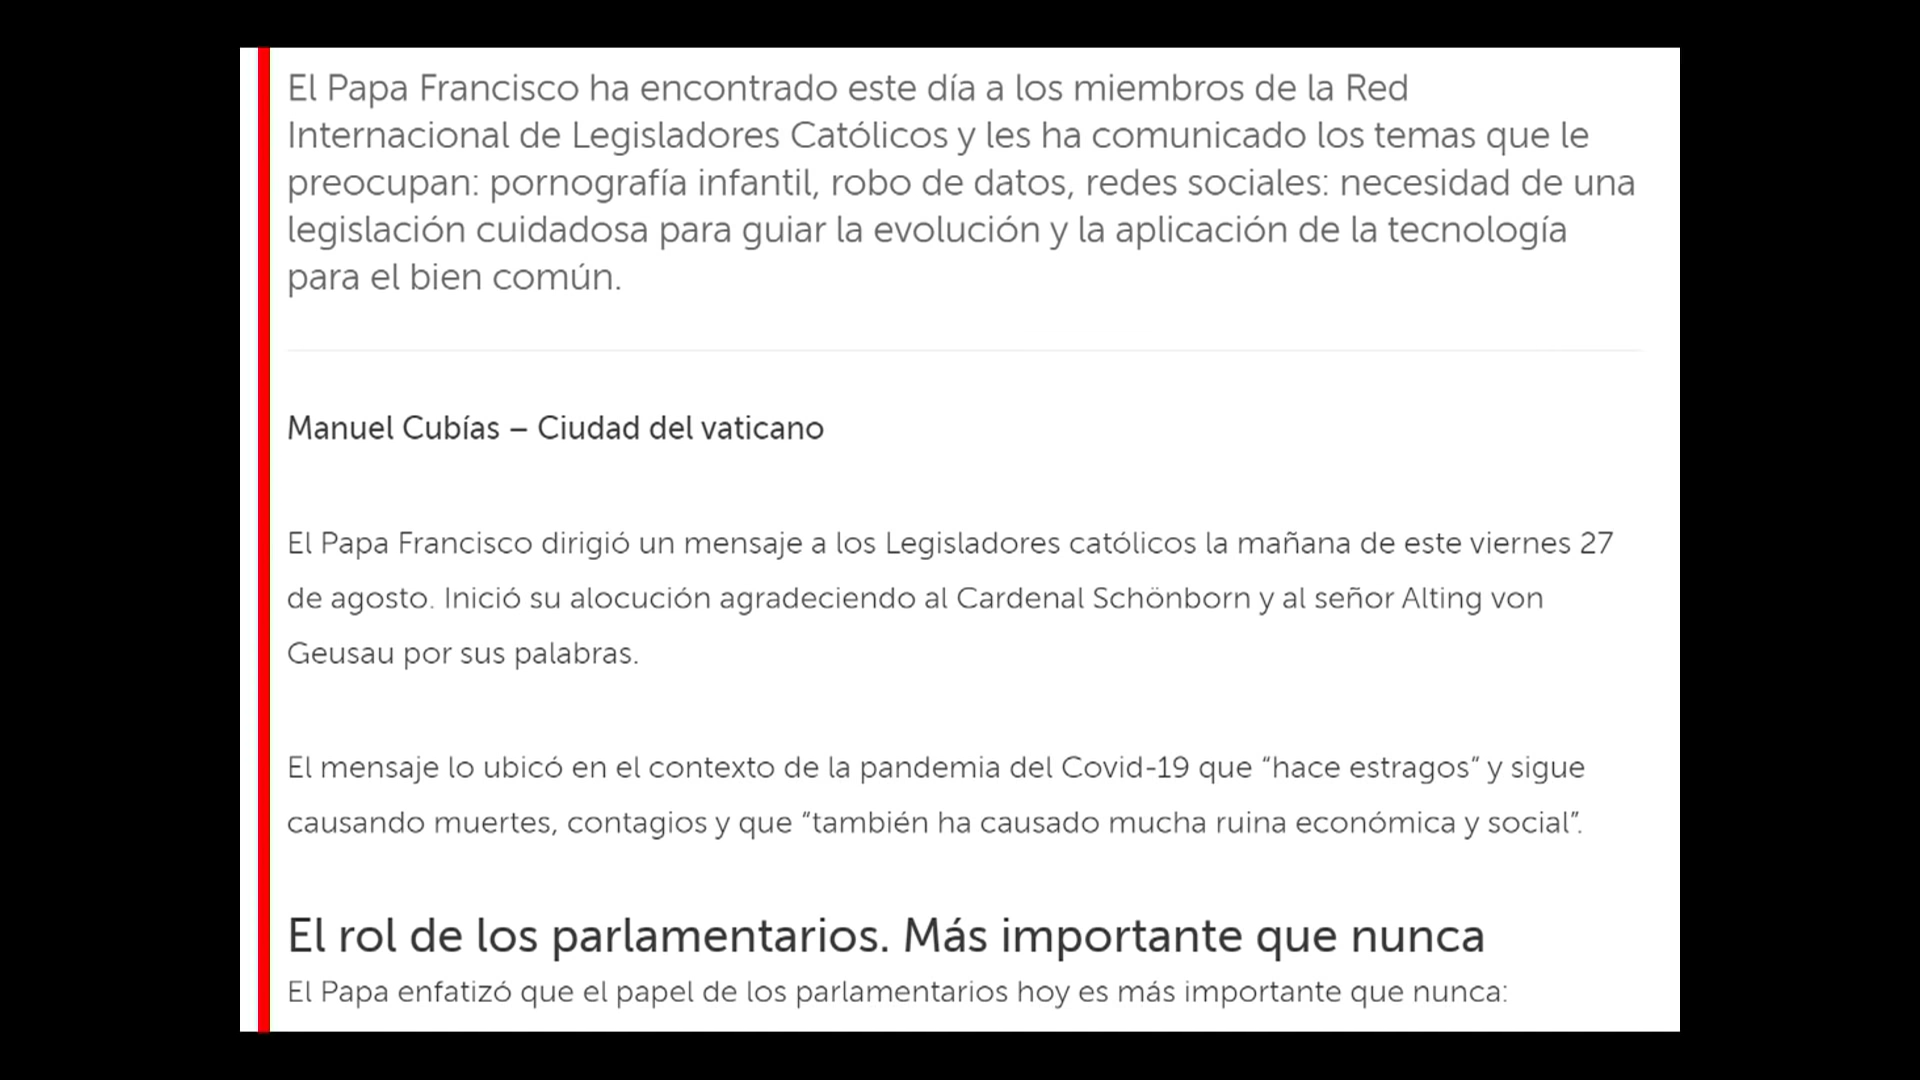 El Papa Francisco ha encontrado este día a los miembros de la Red
Internacional de Legisladores Católicos y les ha comunicado los temas que le
preocupan: pornografía infantil, robo de datos, redes sociales: necesidad de una
legislación cuidadosa para guiar la evolución y la aplicación de la tecnología
para el bien común.
Manuel Cubías – Ciudad del vaticano
El Papa Francisco dirigió un mensaje a los Legisladores católicos la mañana de este viernes 27
de agosto. Inició su alocución agradeciendo al Cardenal Schönborn y al señor Alting von
Geusau por sus palabras.
El mensaje lo ubicó en el contexto de la pandemia del Covid-19 que “hace estragos“ y sigue
causando muertes, contagios y que “también ha causado mucha ruina económica y social”.
El rol de los parlamentarios. Más importante que nunca
El Papa enfatizó que el papel de los parlamentarios hoy es más importante que nunca: